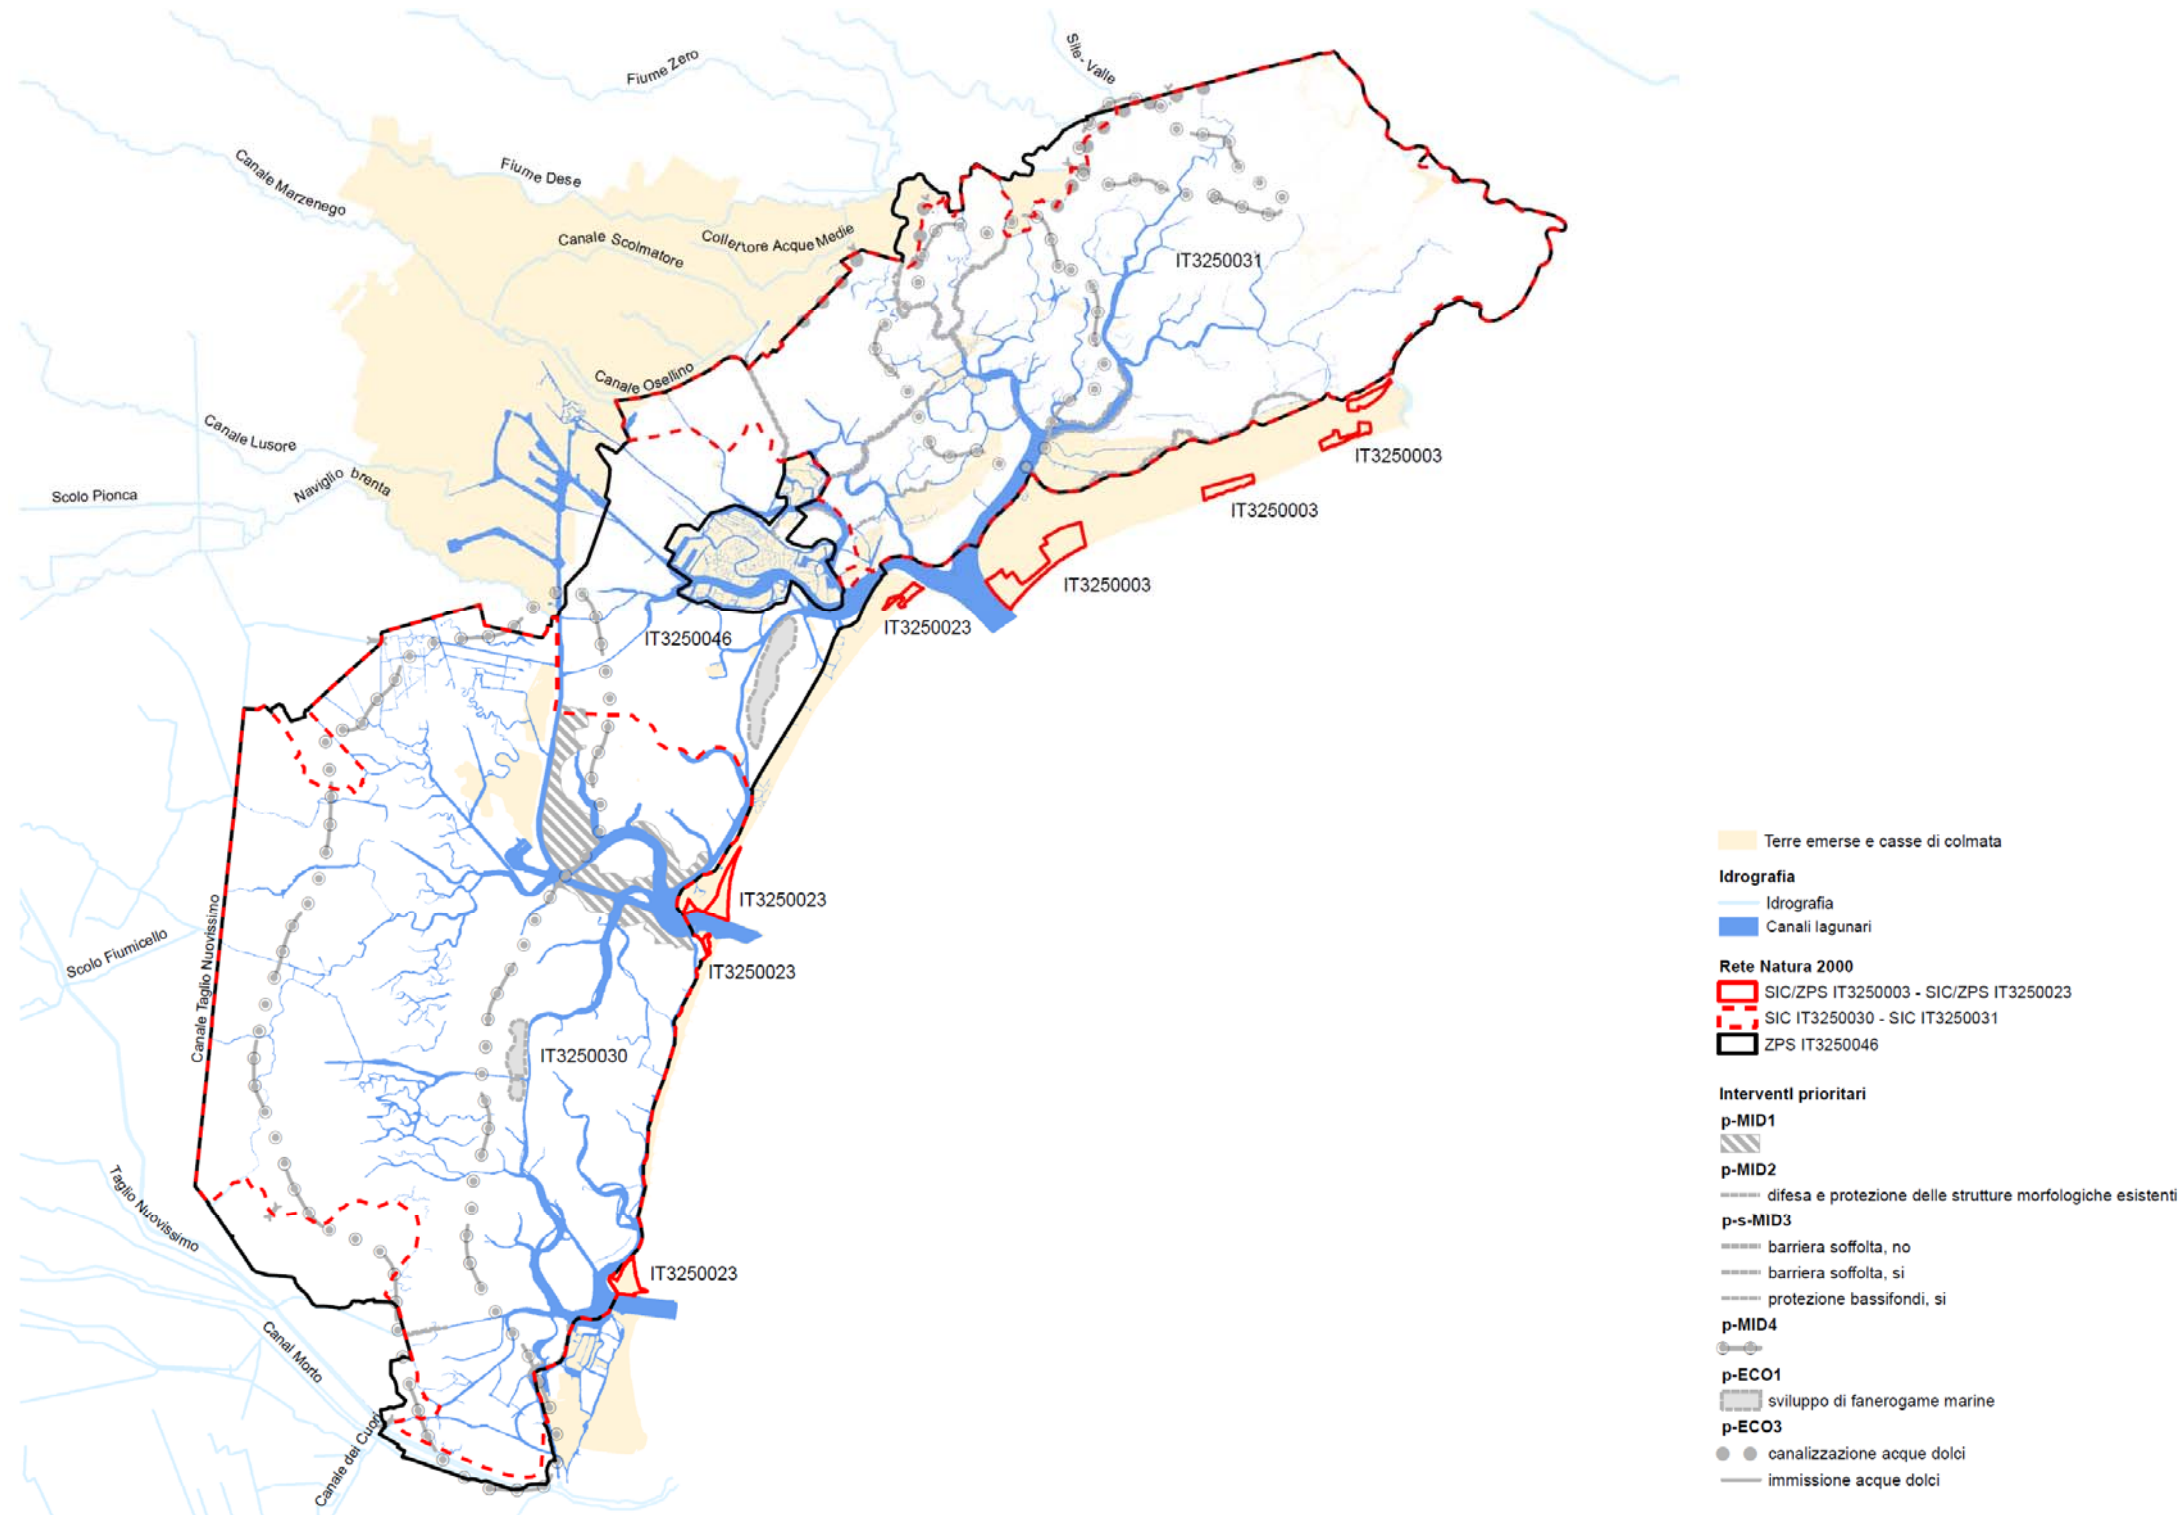 Fiume Zero
Sile-Valle
Canale Marzenego
Fiume Dese
Canale Scolmatore
Collertore Acque Medie
IT3250031
Canale Osellino
Canale Lusore
Naviglio brenta
Scolo Pionca
IT3250003
IT3250003
IT3250003
IT3250023
IT3250046
Canale Taglio Nuovissimo
Scolo Fiumicello
IT3250023
IT3250023
IT3250030
Taglio Nuovissimo
IT3250023
Canal Morto
Canale dei Cuori
Terre emerse e casse di colmata
Idrografia
Idrografia
Canali lagunari
Rete Natura 2000
SIC/ZPS IT3250003 - SIC/ZPS IT3250023
SIC IT3250030 - SIC IT3250031
ZPS IT3250046
Interventi prioritari
p-MID1
p-MID2
difesa e protezione delle strutture morfologiche esistenti
p-s-MID3
barriera soffolta, no
barriera soffolta, si
protezione bassifondi, si
p-MID4
p-ECO1
sviluppo di fanerogame marine
p-ECO3
canalizzazione acque dolci
immissione acque dolci